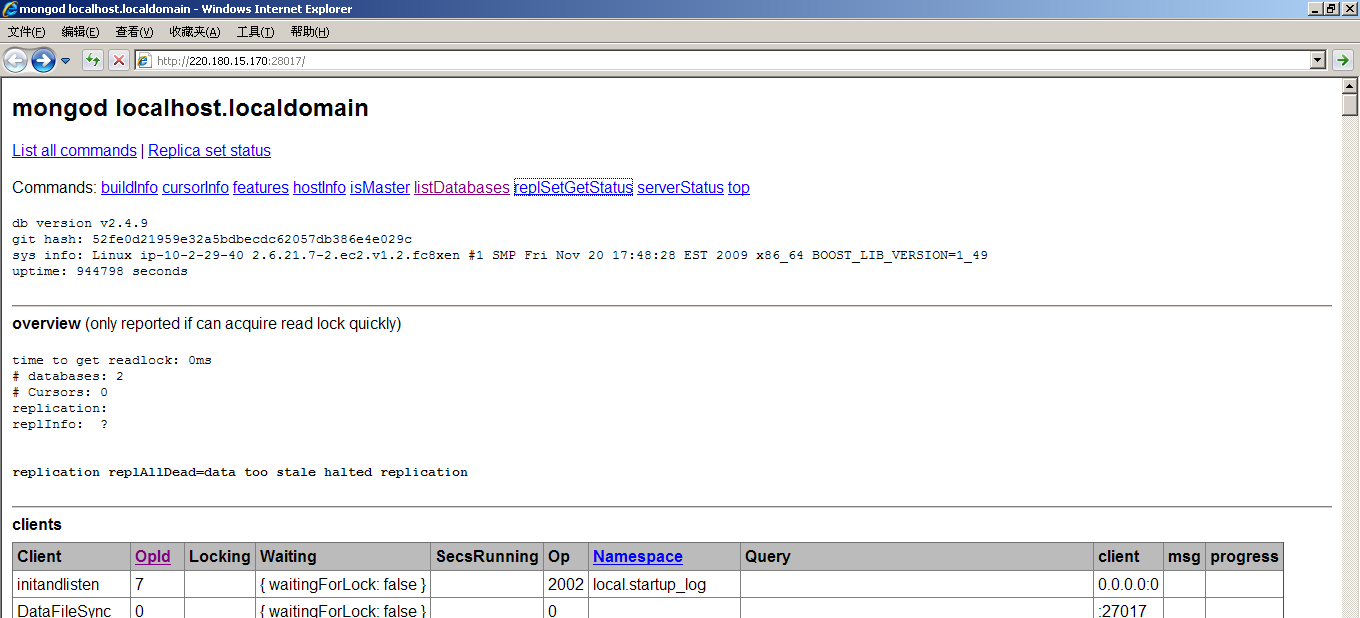 mongod localhost.localdomain - Windows Internet Explorer
文件(F) 编辑(E) 查看(V) 收藏夹(A) 工具(T) 帮助(H)
http://220.180.15.170:28017/
mongod localhost.localdomain
List all commands | Replica set status
Commands: buildInfo cursorInfo features hostInfo isMaster listDatabases replSetGetStatus serverStatus top
db version v2.4.9
git hash: 52fe0d21959e32a5bdbecdc62057db386e4e029c
sys info: Linux ip-10-2-29-40 2.6.21.7-2.ec2.v1.2.fc8xen #1 SMP Fri Nov 20 17:48:28 EST 2009 x86_64 BOOST_LIB_VERSION=1_49
uptime: 944798 seconds
overview (only reported if can acquire read lock quickly)
time to get readlock: 0ms
# databases: 2
# Cursors: 0
replication:
replInfo:  ?
replication replAllDead=data too stale halted replication
clients
Client OpId Locking Waiting SecsRunning Op Namespace Query client msg progress
initandlisten 7 { waitingForLock: false } 2002 local.startup_log 0.0.0.0:0
DataFileSync 0 { waitingForLock: false } 0 :27017